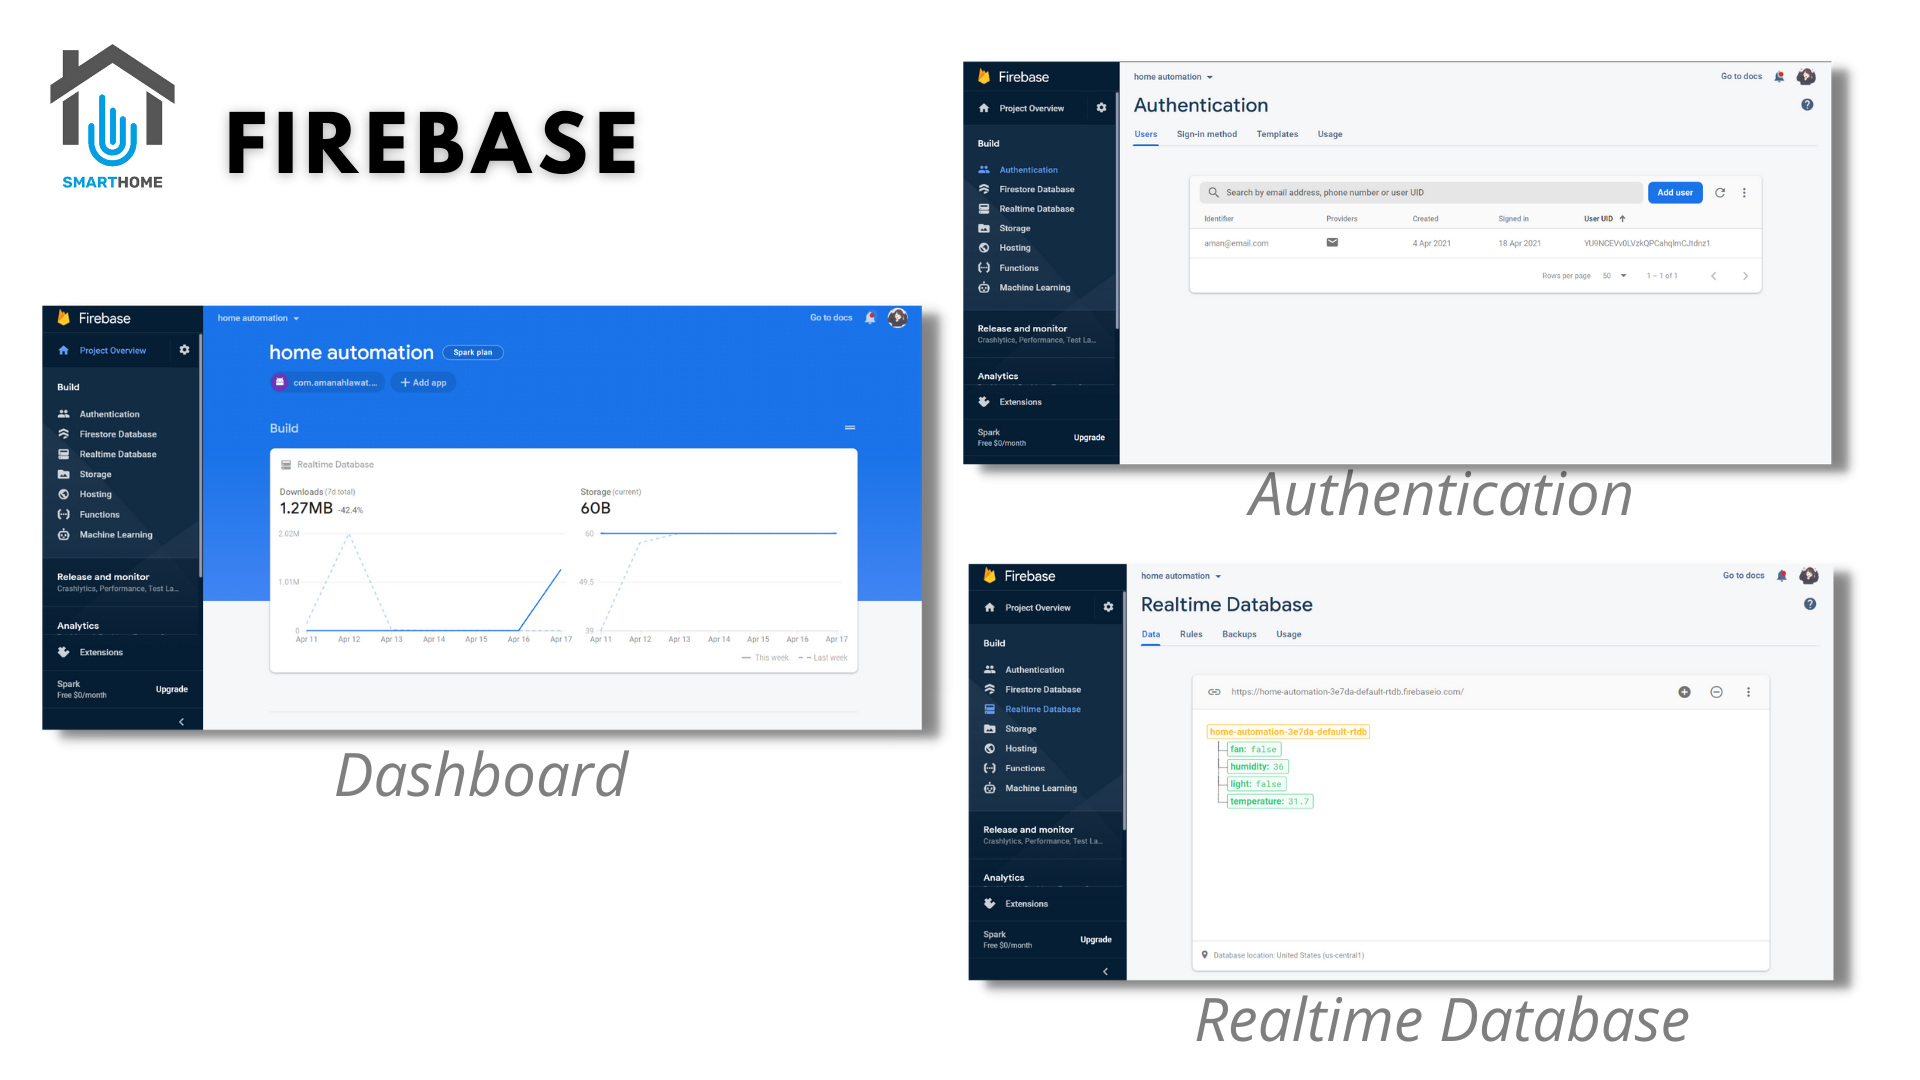 SMARTHOME
FIREBASE
Firebase
Project Overview
Build
Authentication
Firestore Database
Realtime Database
Storage
Hosting
Functions
Machine Learning
Release and monitor
Crashlytics, Performance, Test La...
Analytics
Extensions
Spark
Free $0/month
Upgrade
home automation
Go to docs
home automation
Spark plan
com.amanahlawat....
Add app
Build
Realtime Database
Downloads (7d total)
1.27MB -42.4%
2.02M
1.01M
0
Apr 11 Apr 12 Apr 13 Apr 14 Apr 15 Apr 16 Apr 17
Storage (current)
60B
60
49.5
39
Apr 11 Apr 12 Apr 13 Apr 14 Apr 15 Apr 16 Apr 17
This week Last week
Dashboard
Firebase
Project Overview
Build
Authentication
Firestore Database
Realtime Database
Storage
Hosting
Functions
Machine Learning
Release and monitor
Crashlytics, Performance, Test La...
Analytics
Extensions
Spark
Free $0/month
Upgrade
home automation
Go to docs
Authentication
Users Sign-in method Templates Usage
Search by email address, phone number or user UID
Add user
Identifier Providers Created Signed in User UID
aman@email.com 4 Apr 2021 18 Apr 2021
Rows per page 50 1 – 1 of 1
Authentication
Firebase
Project Overview
Build
Authentication
Firestore Database
Realtime Database
Storage
Hosting
Functions
Machine Learning
Release and monitor
Crashlytics, Performance, Test La...
Analytics
Extensions
Spark
Free $0/month
Upgrade
home automation
Go to docs
Realtime Database
Data Rules Backups Usage
https://home-automation-3e7da-default-rtdb.firebaseio.com/
home-automation-3e7da-default-rtdb
fan: false
humidity: 36
light: false
temperature: 31.7
Database location: United States (us-central1)
Realtime Database